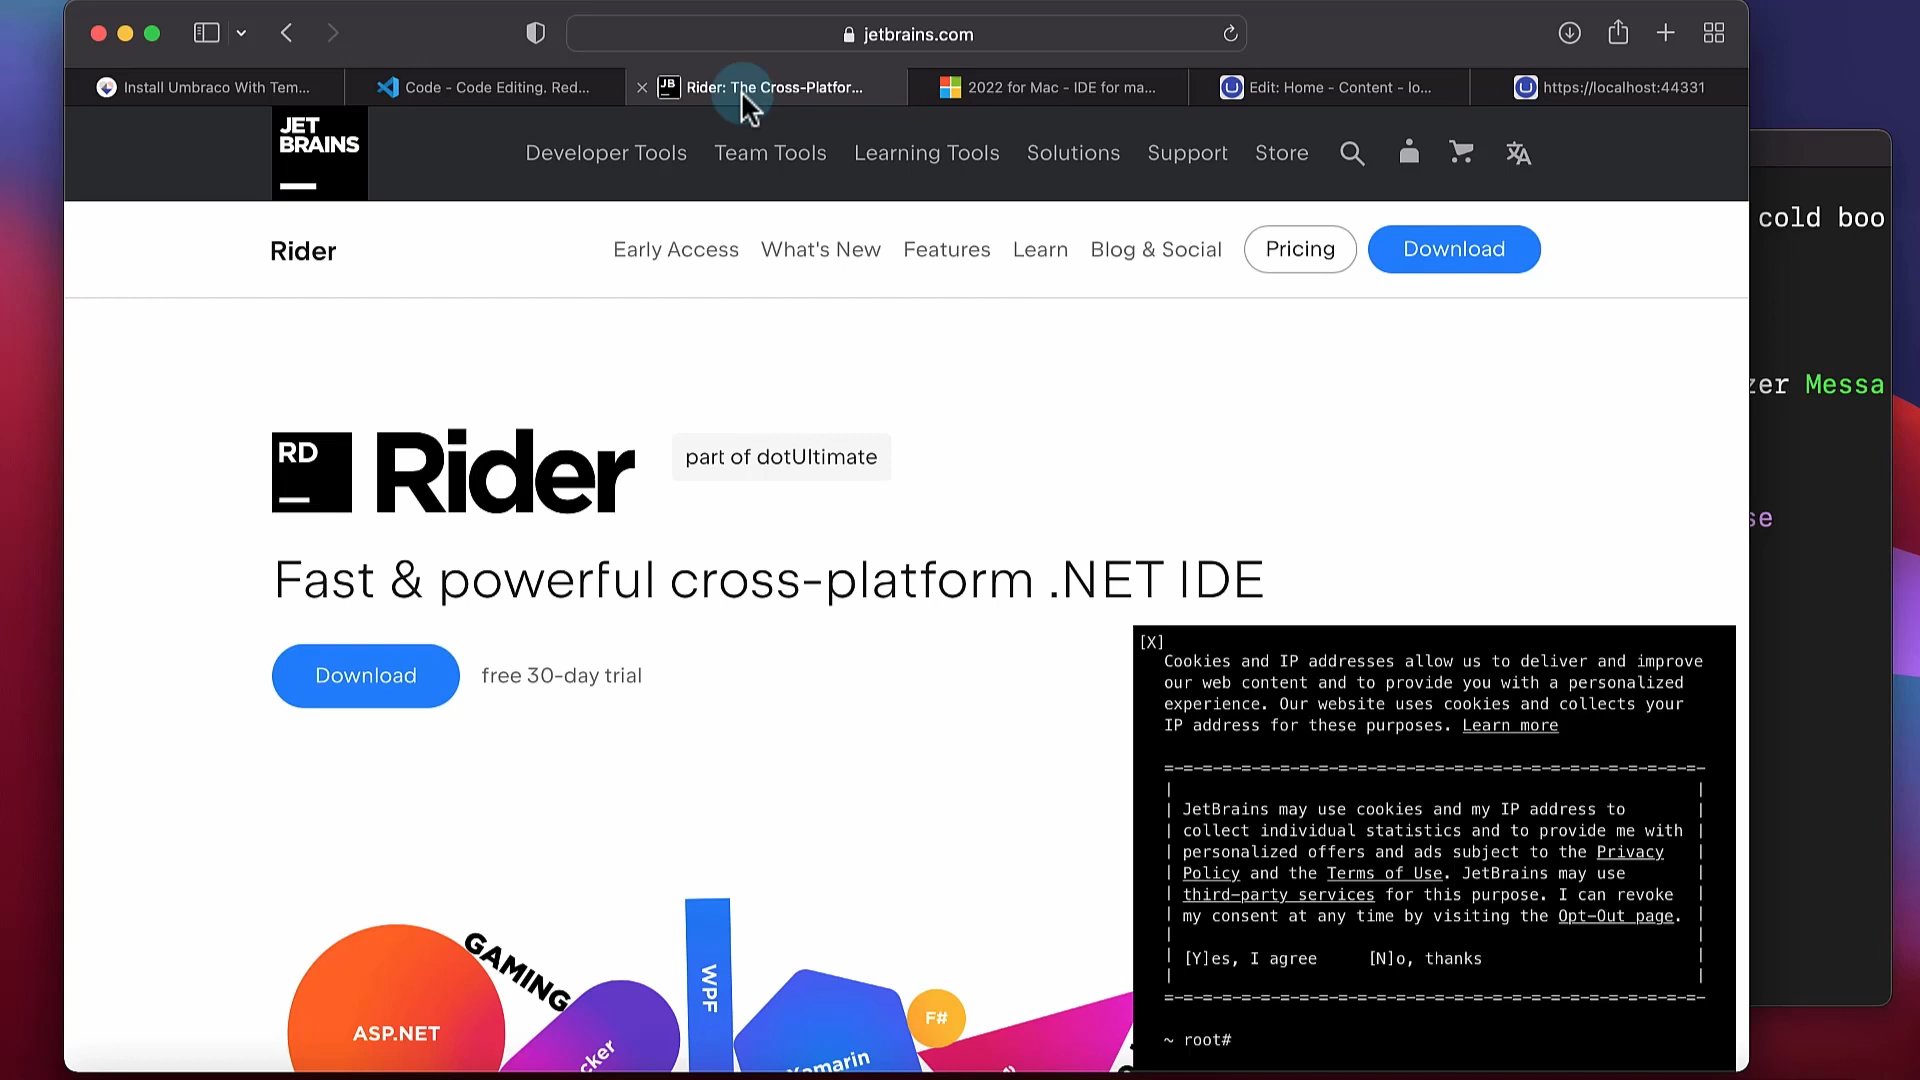 jetbrains.com
Install Umbraco With Tem...
Code - Code Editing. Red...
JB
Rider: The Cross-Platfor...
2022 for Mac - IDE for ma...
Edit: Home - Content - lo...
https://localhost:44331
JET
BRAINS
Developer Tools
Team Tools
Learning Tools
Solutions
Support
Store
Rider
Early Access
What's New
Features
Learn
Blog & Social
Pricing
Download
cold boo
zer Messa
se
RD
Rider
part of dotUltimate
Fast & powerful cross-platform .NET IDE
Download
free 30-day trial
[X]
Cookies and IP addresses allow us to deliver and improve
our web content and to provide you with a personalized
experience. Our website uses cookies and collects your
IP address for these purposes. Learn more
JetBrains may use cookies and my IP address to
collect individual statistics and to provide me with
personalized offers and ads subject to the Privacy
Policy and the Terms of Use. JetBrains may use
third-party services for this purpose. I can revoke
my consent at any time by visiting the Opt-Out page.
[Y]es, I agree
[N]o, thanks
~ root#
GAMING
ASP.NET
cker
WPF
amarin
F#